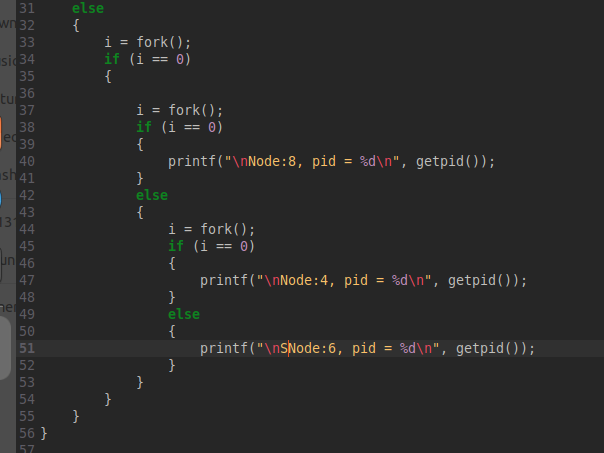 31 else
32 {
33 i = fork();
34 if (i == 0)
35 {
36
37 i = fork();
38 if (i == 0)
39 {
40 printf("\nNode:8, pid = %d\n", getpid());
41 }
42 else
43 {
44 i = fork();
45 if (i == 0)
46 {
47 printf("\nNode:4, pid = %d\n", getpid());
48 }
49 else
50 {
51 printf("\nSNode:6, pid = %d\n", getpid());
52 }
53 }
54 }
55 }
56 }
57